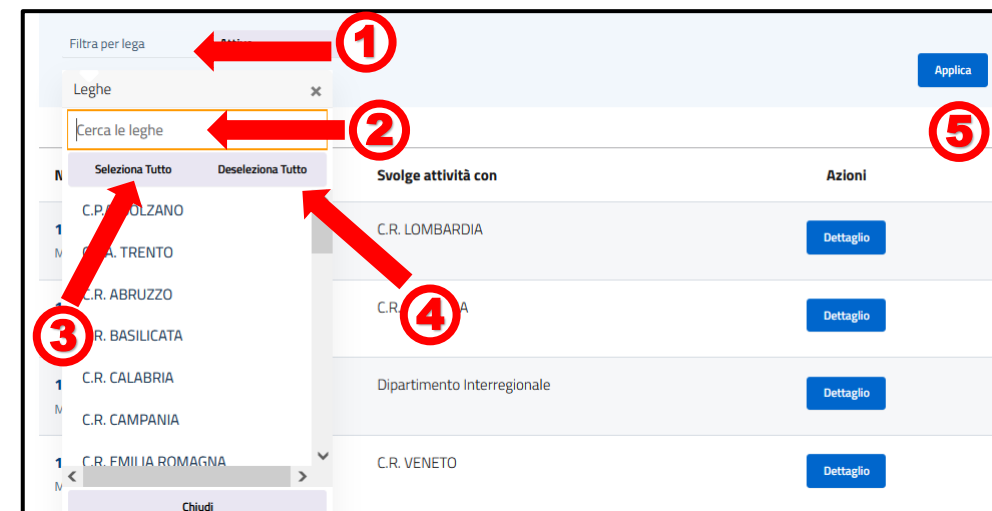 Filtra per lega
1
Applica
Leghe ×
Cerca le leghe
2
5
Seleziona Tutto Deseleziona Tutto
Svolge attività con Azioni
C.R. LOMBARDIA Dettaglio
TRENTO
C.R. ABRUZZO
3
4
C.R. Dettaglio
BASILICATA
C.R. CALABRIA
Dipartimento Interregionale Dettaglio
C.R. CAMPANIA
C.R. EMILIA ROMAGNA
C.R. VENETO Dettaglio
Chiudi